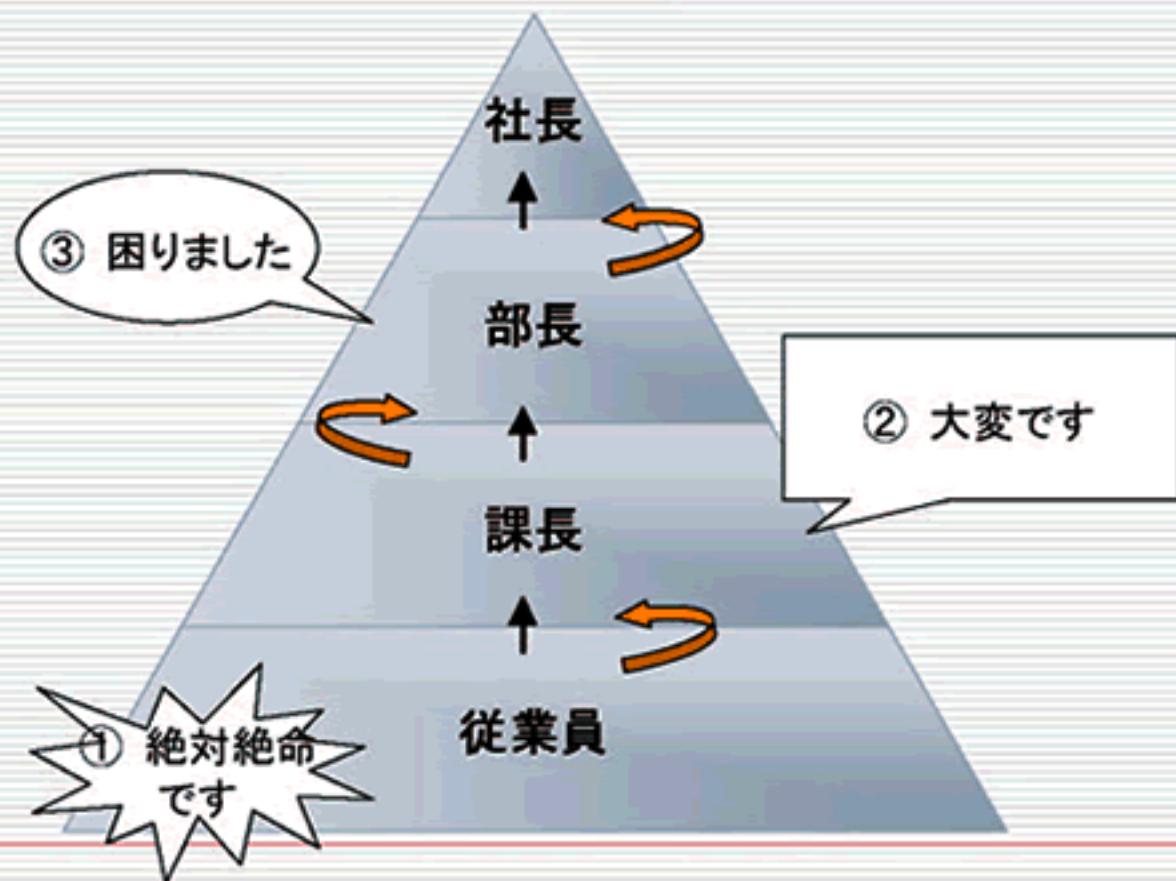 社長
③ 困りました
部長
② 大変です
課長
従業員
① 絶対絶命
です